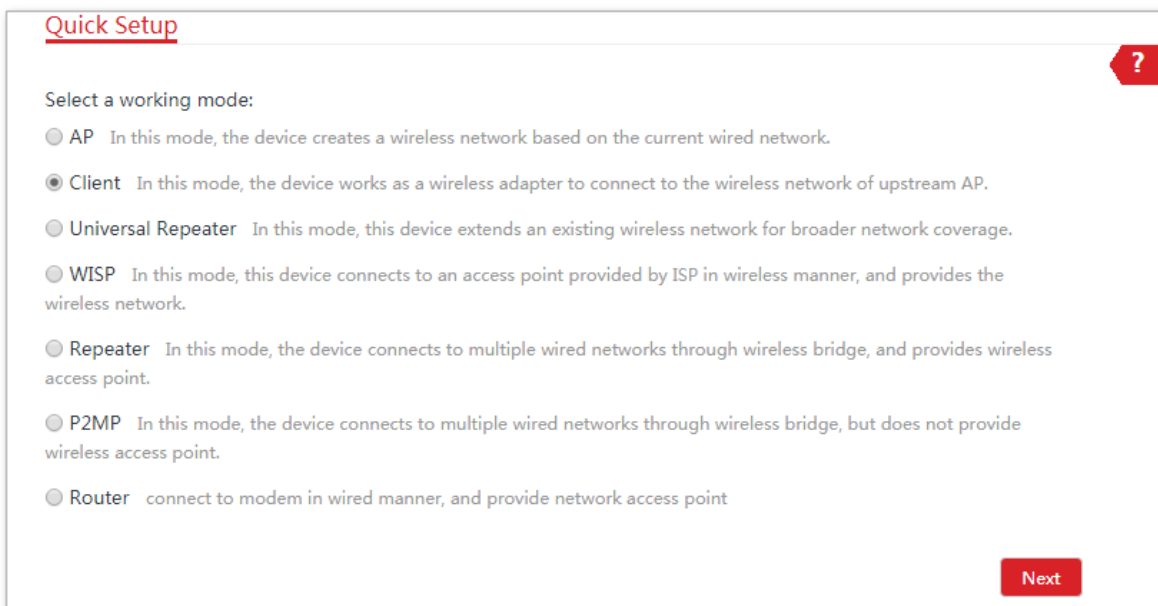 Quick Setup
?
Select a working mode:
AP In this mode, the device creates a wireless network based on the current wired network.
Client In this mode, the device works as a wireless adapter to connect to the wireless network of upstream AP.
Universal Repeater In this mode, this device extends an existing wireless network for broader network coverage.
WISP In this mode, this device connects to an access point provided by ISP in wireless manner, and provides the
wireless network.
Repeater In this mode, the device connects to multiple wired networks through wireless bridge, and provides wireless
access point.
P2MP In this mode, the device connects to multiple wired networks through wireless bridge, but does not provide
wireless access point.
Router connect to modem in wired manner, and provide network access point
Next